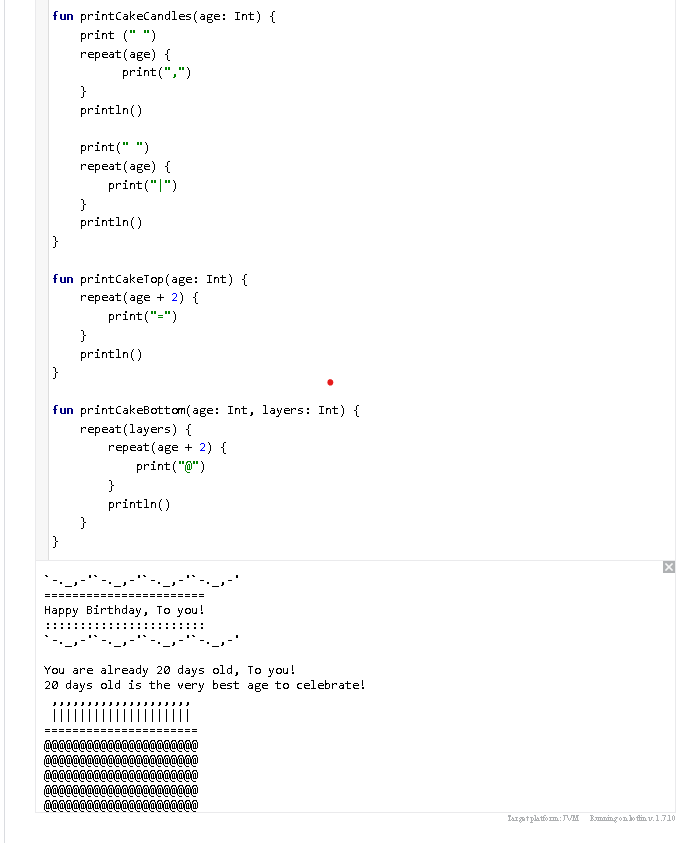 fun printCakeCandles(age: Int) {
    print (" ")
    repeat(age) {
          print(",")
    }
    println()

    print(" ")
    repeat(age) {
        print("|")
    }
    println()
}

fun printCakeTop(age: Int) {
    repeat(age + 2) {
        print("=")
    }
    println()
}

fun printCakeBottom(age: Int, layers: Int) {
    repeat(layers) {
        repeat(age + 2) {
            print("@")
        }
        println()
    }
}
`-._,-'`-._,-'`-._,-'`-._,-'
=======================
Happy Birthday, To you!
:::::::::::::::::::::::
`-._,-'`-._,-'`-._,-'`-._,-'

You are already 20 days old, To you!
20 days old is the very best age to celebrate!
 ,,,,,,,,,,,,,,,,,,,,
 ||||||||||||||||||||
======================
@@@@@@@@@@@@@@@@@@@@@@
@@@@@@@@@@@@@@@@@@@@@@
@@@@@@@@@@@@@@@@@@@@@@
@@@@@@@@@@@@@@@@@@@@@@
@@@@@@@@@@@@@@@@@@@@@@
Target platform: JVM Running on kotlin v. 1.7.10